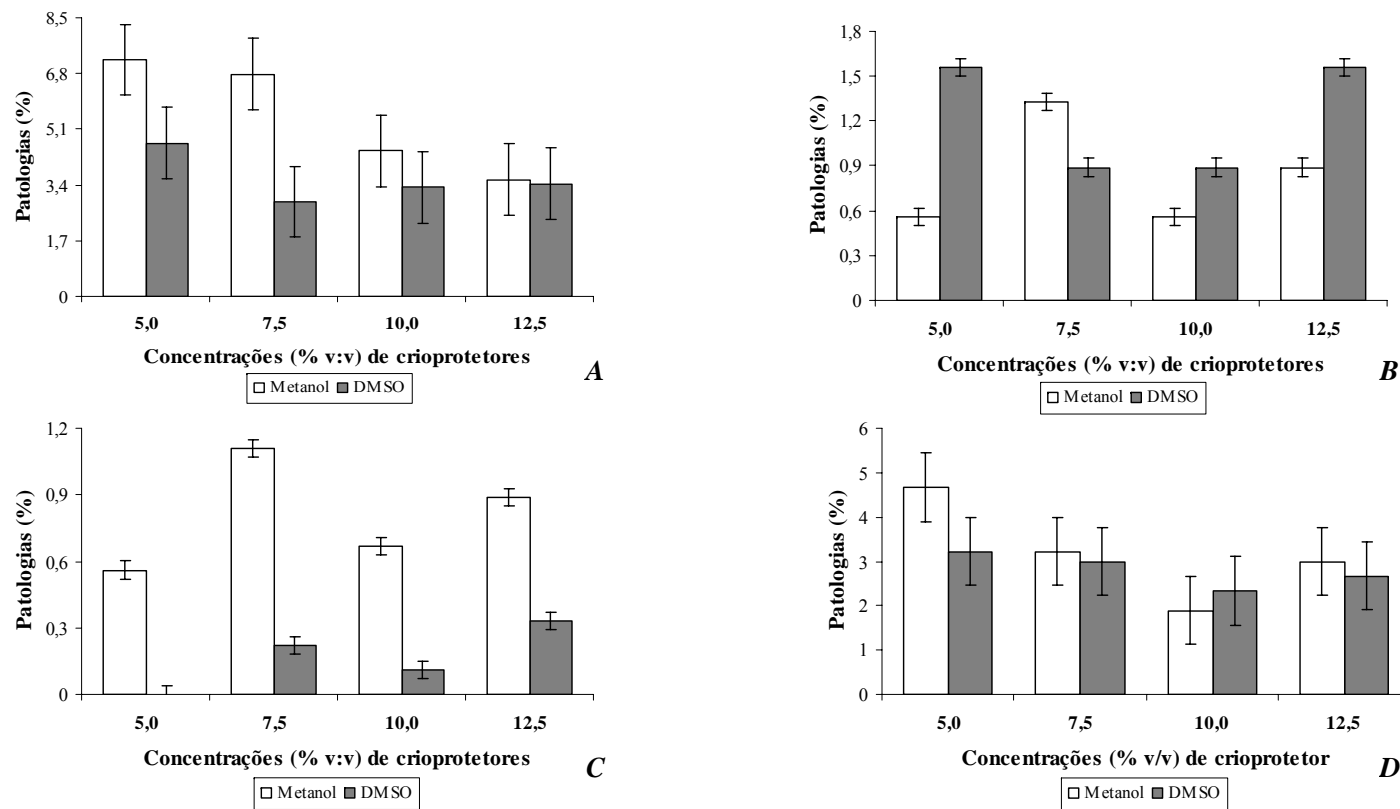 8,5
6,8
5,1
3,4
1,7
0
Patologias (%)
5,0 7,5 10,0 12,5
Concentrações (% v:v) de crioprotetores
Metanol DMSO
A
1,8
1,5
1,2
0,9
0,6
0,3
0
Patologias (%)
5,0 7,5 10,0 12,5
Concentrações (% v:v) de crioprotetores
Metanol DMSO
B
1,2
0,9
0,6
0,3
0
Patologias (%)
5,0 7,5 10,0 12,5
Concentrações (% v:v) de crioprotetores
Metanol DMSO
C
6
5
4
3
2
1
0
Patologias (%)
5,0 7,5 10,0 12,5
Concentrações (% v/v) de crioprotetor
Metanol DMSO
D